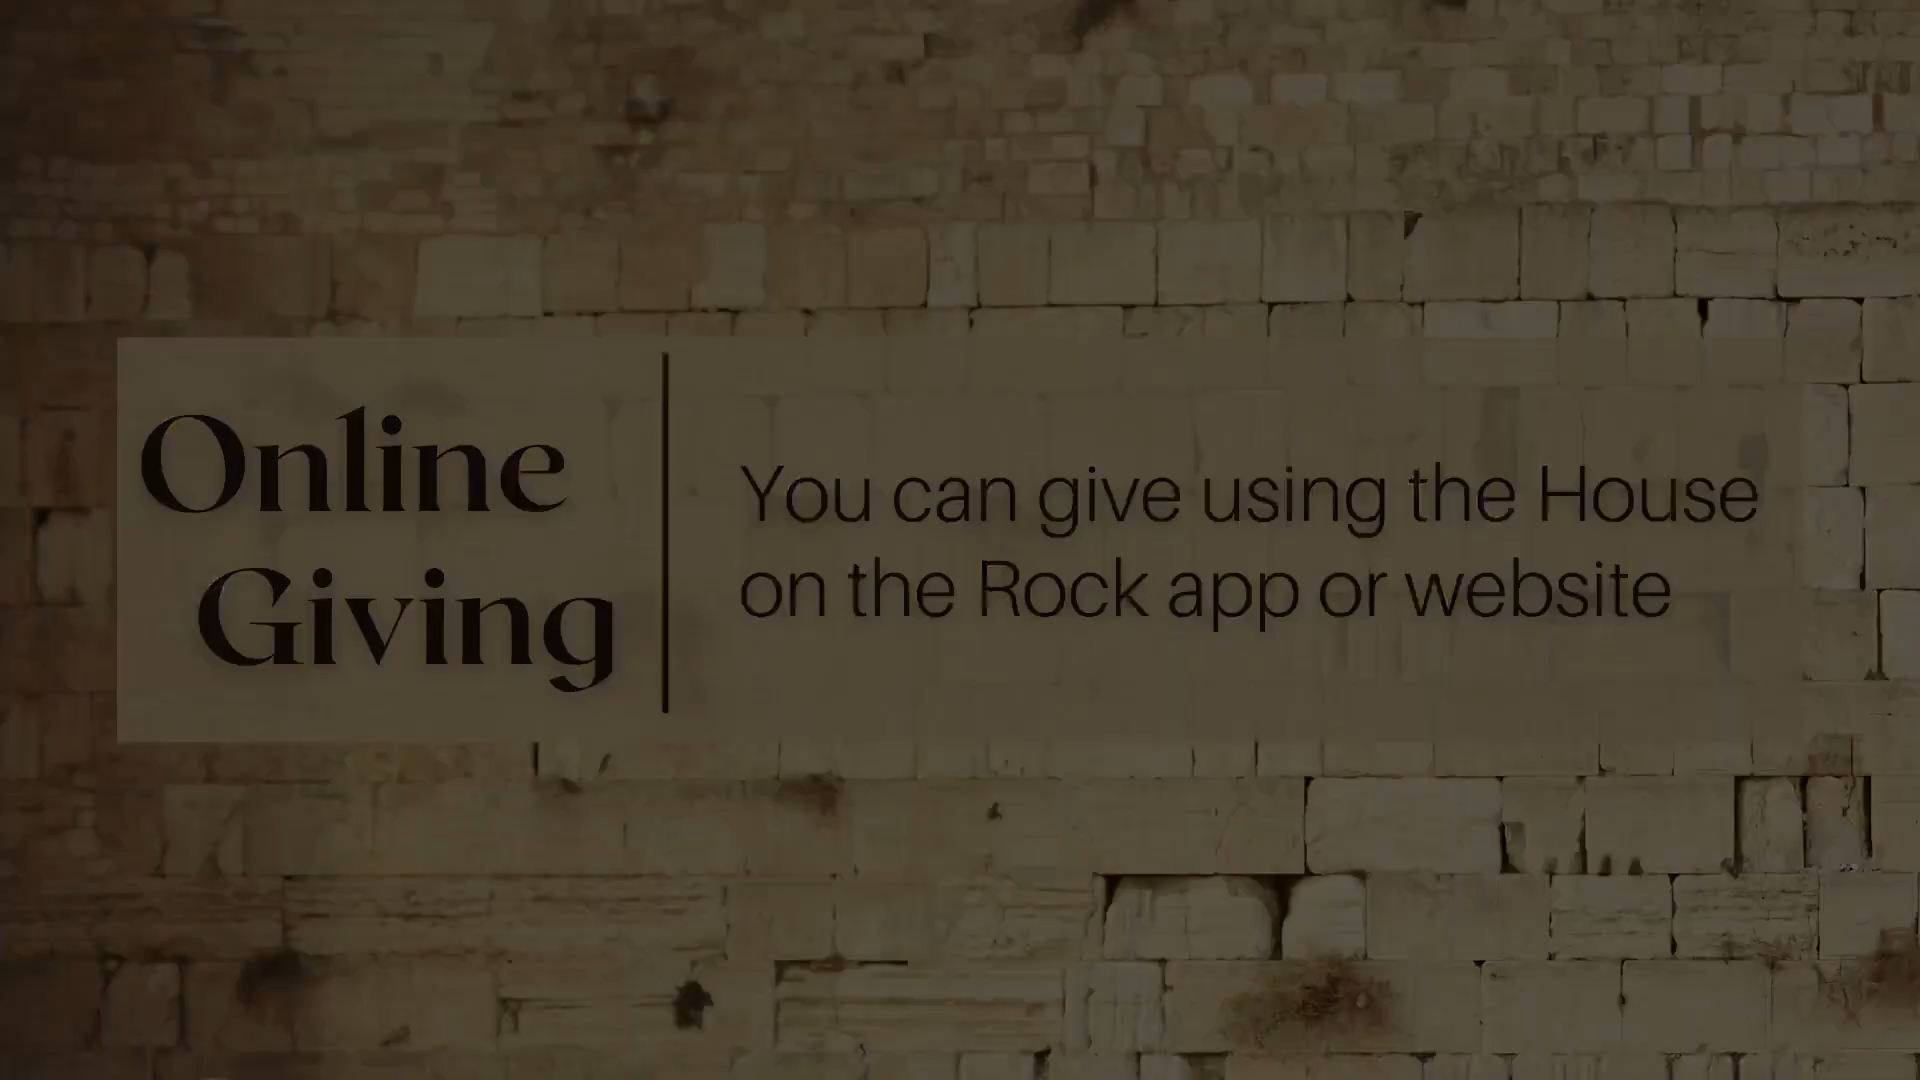 Online
Giving
You can give using the House
on the Rock app or website